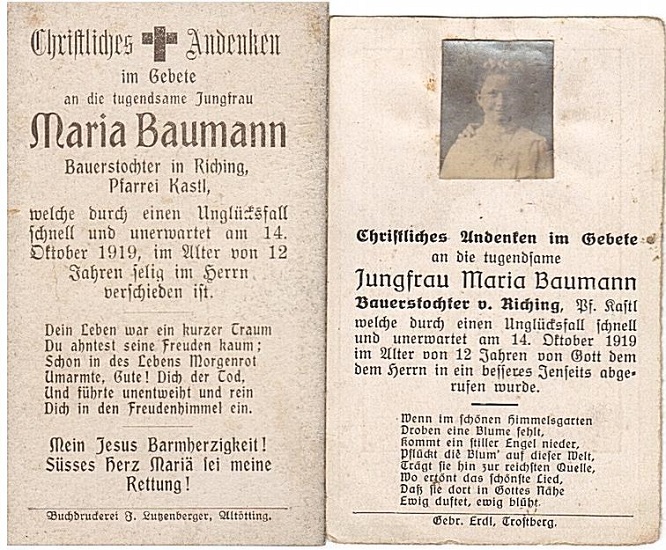 Christliches Andenken
im Gebete
an die tugendsame Jungfrau
Maria Baumann
Bauerstochter in Riching,
Pfarrei Kastl,
welche durch einen Unglücksfall
schnell und unerwartet am 14.
Oktober 1919, im Alter von 12
Jahren selig im Herrn
verschieden ist.
Dein Leben war ein kurzer Traum
Du ahntest seine Freuden kaum;
Schon in des Lebens Morgenrot
Umarmte, Gute! Dich der Tod,
Und führte unentweiht und rein
Dich in den Freudenhimmel ein.
Mein Jesus Barmherzigkeit!
Süsses Herz Mariä sei meine
Rettung!
Buchdruckerei J. Lutzenberger, Altötting.
Christliches Andenken im Gebete
an die tugendsame
Jungfrau Maria Baumann
Bauerstochter v. Riching, Pf. Kastl
welche durch einen Unglücksfall schnell
und unerwartet am 14. Oktober 1919
im Alter von 12 Jahren von Gott dem
dem Herrn in ein besseres Jenseits abge-
rufen wurde.
Wenn im schönen Himmelsgarten
Droben eine Blume fehlt,
Kommt ein stiller Engel nieder,
Pflückt die Blum' auf dieser Welt,
Trägt sie hin zur reichsten Quelle,
Wo ertönt das schönste Lied,
Daß sie dort in Gottes Nähe
Ewig duftet, ewig blüht.
Gebr. Erdl, Trostberg.